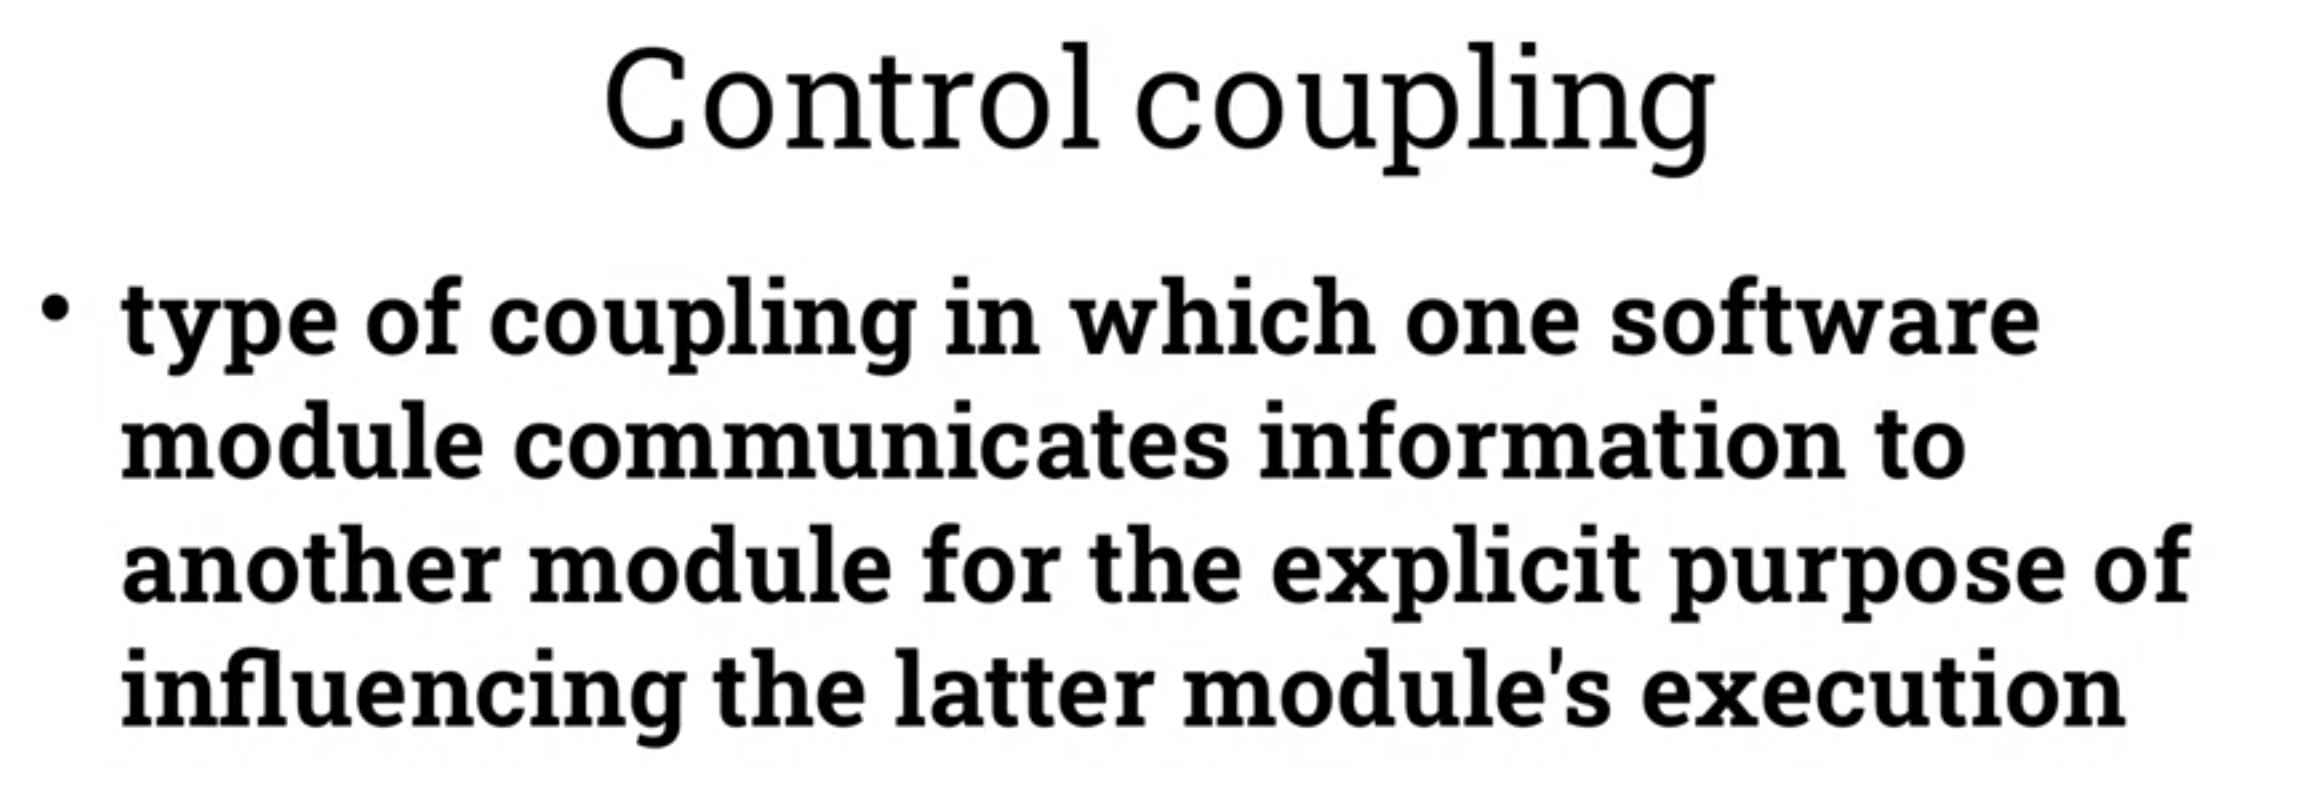 Control coupling
• type of coupling in which one software
module communicates information to
another module for the explicit purpose of
influencing the latter module's execution